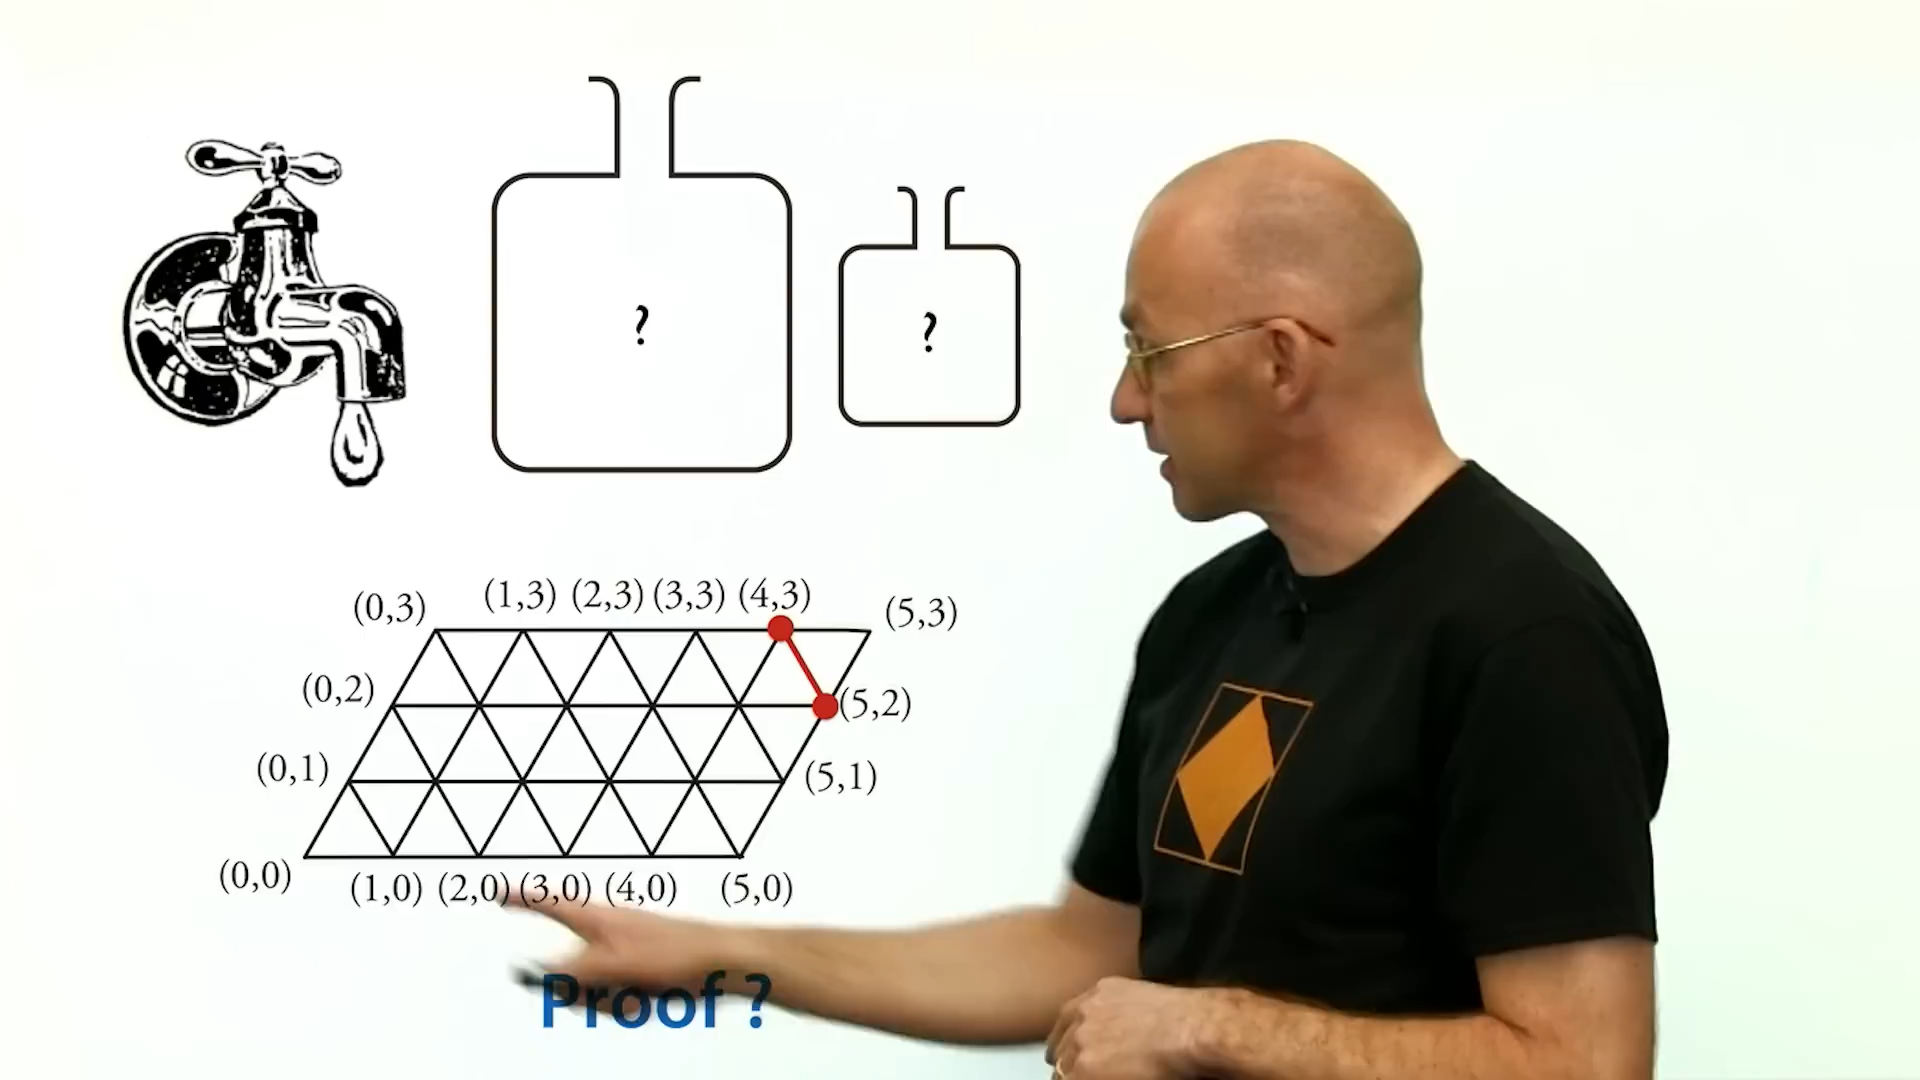 ?
?
(0,3) (1,3) (2,3) (3,3) (4,3) (5,3)
(0,2) (5,2)
(0,1) (5,1)
(0,0) (1,0) (2,0) (3,0) (4,0) (5,0)
Proof ?